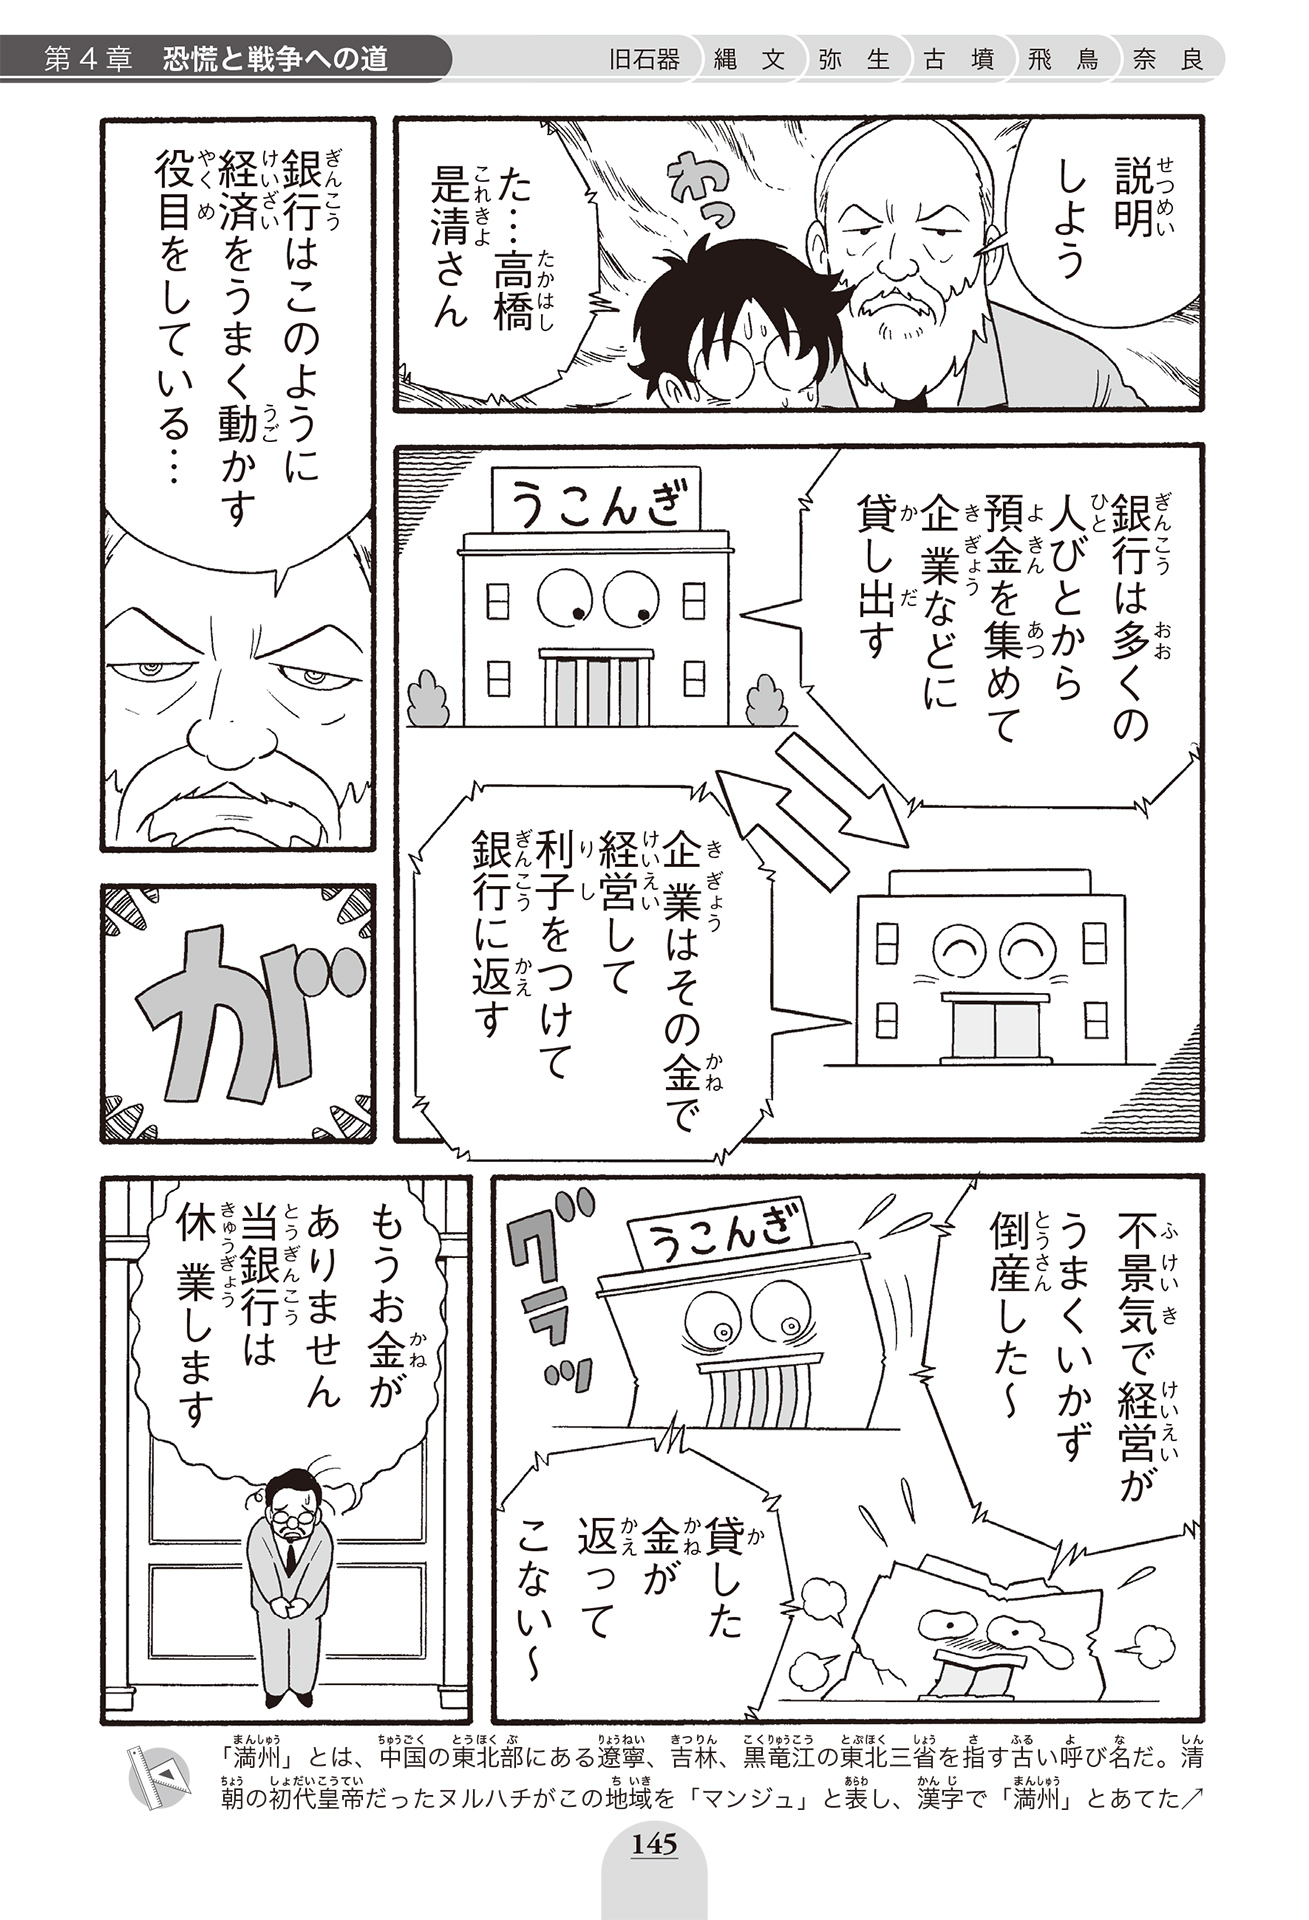 第4章 恐慌と戦争への道
旧石器 縄文 弥生 古墳 飛鳥 奈良
説明
しよう
わっ
た…高橋
是清さん
銀行は多くの
人びとから
預金を集めて
企業などに
貸し出す
うこんぎ
企業はその金で
経営して
利子をつけて
銀行に返す
銀行はこのように
経済をうまく動かす
役目をしている…
が
不景気で経営が
うまくいかず
倒産した～
うこんぎ
グラッ
貸した
金が
返って
こない～
もうお金が
ありません
当銀行は
休業します
「満州」とは、中国の東北部にある遼寧、吉林、黒竜江の東北三省を指す古い呼び名だ。清
朝の初代皇帝だったヌルハチがこの地域を「マンジュ」と表し、漢字で「満州」とあてた↗
145